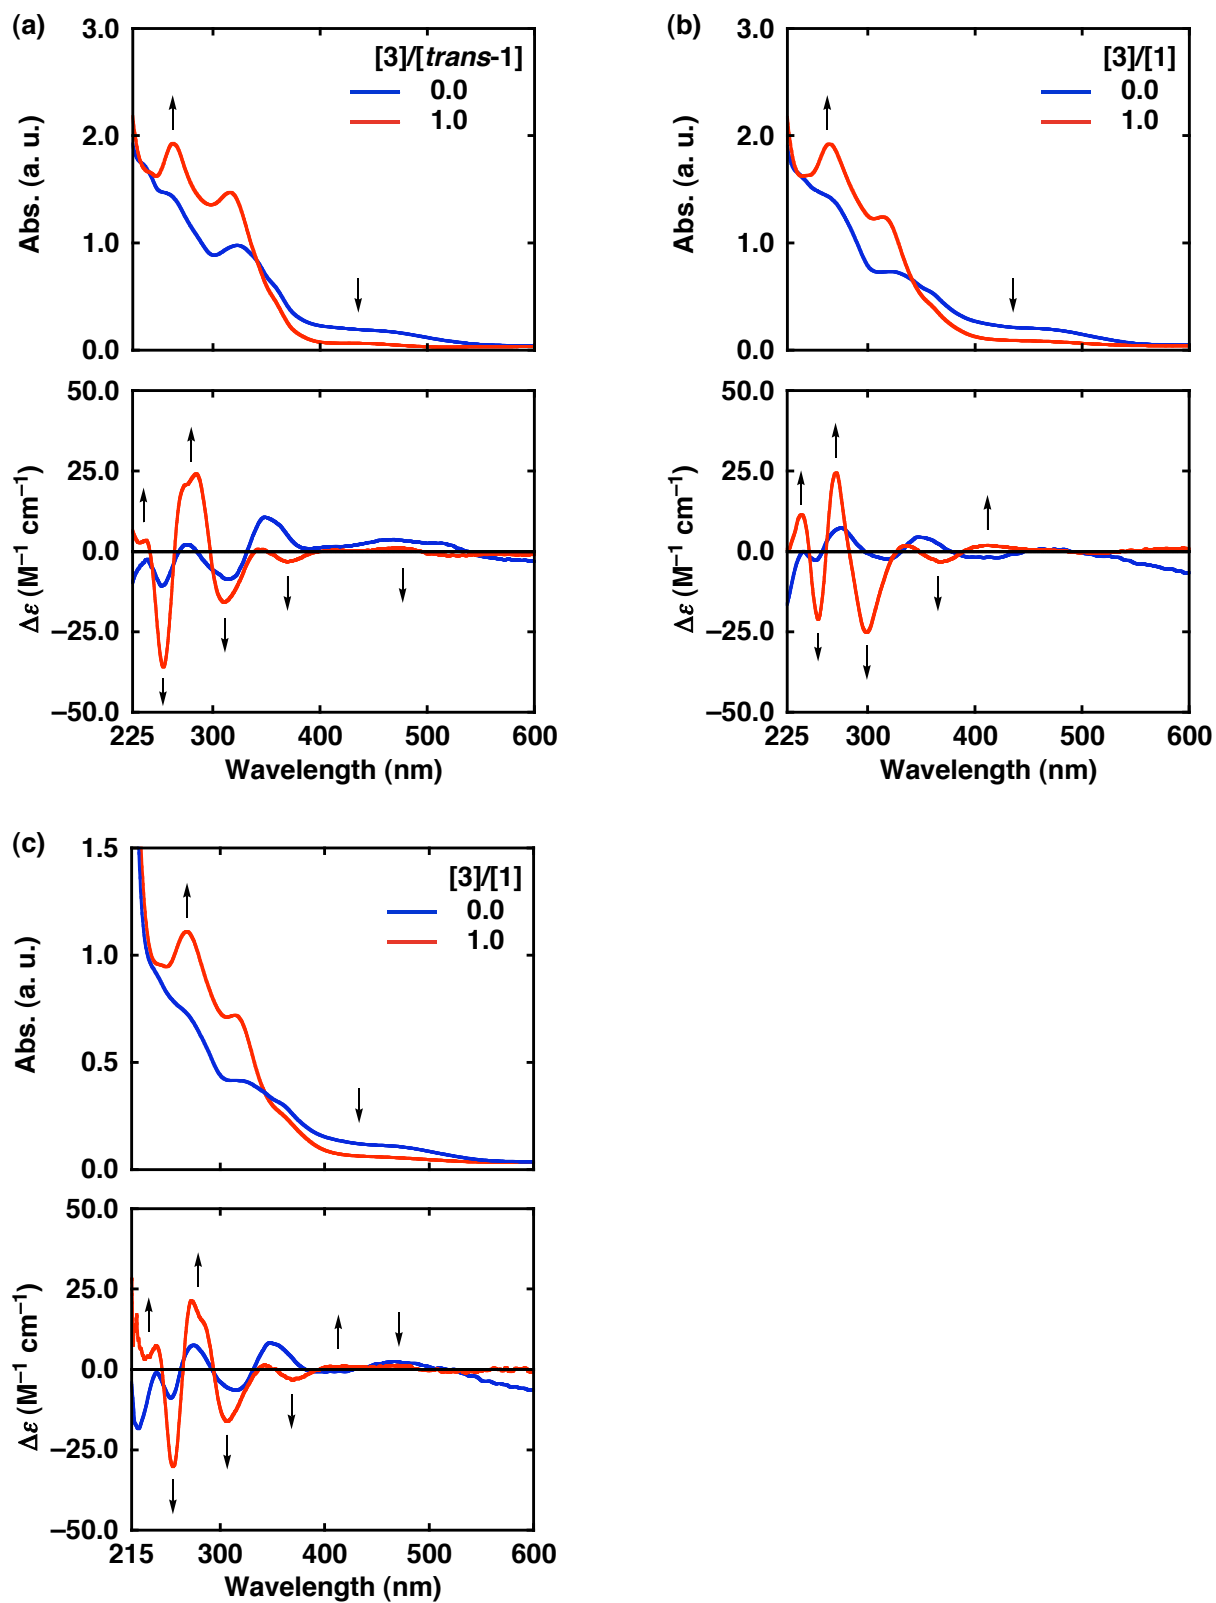 (a)
3.0
2.0
1.0
0.0
Abs. (a. u.)
[3]/[trans-1]
0.0
1.0
50.0
25.0
0.0
−25.0
−50.0
Δε (M⁻¹ cm⁻¹)
225 300 400 500 600
Wavelength (nm)
(b)
3.0
2.0
1.0
0.0
Abs. (a. u.)
[3]/[1]
0.0
1.0
50.0
25.0
0.0
−25.0
−50.0
Δε (M⁻¹ cm⁻¹)
225 300 400 500 600
Wavelength (nm)
(c)
1.5
1.0
0.5
0.0
Abs. (a. u.)
[3]/[1]
0.0
1.0
50.0
25.0
0.0
−25.0
−50.0
Δε (M⁻¹ cm⁻¹)
215 300 400 500 600
Wavelength (nm)